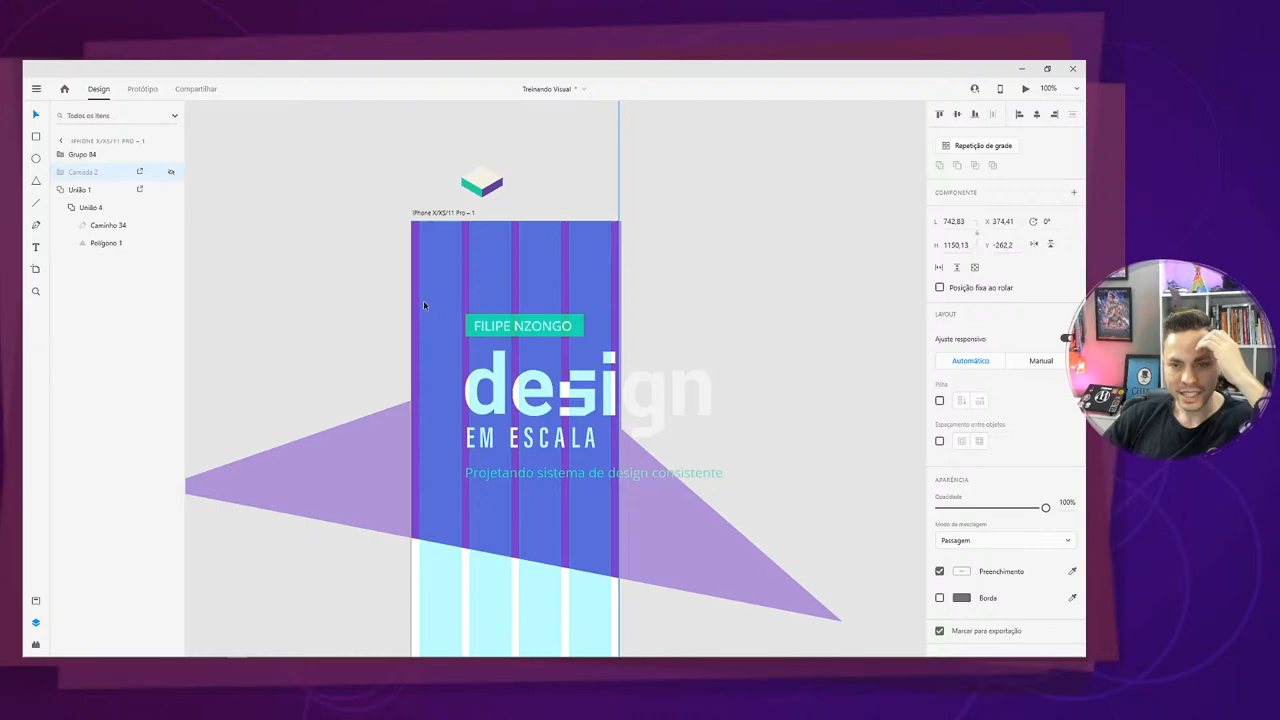 Design
Protótipo
Compartilhar
Treinando Visual *
100%
Todos os Itens
IPHONE X/XS/11 PRO – 1
Grupo 84
Camada 2
União 1
União 4
Caminho 34
Polígono 1
iPhone X/XS/11 Pro – 1
FILIPE NZONGO
design
EM ESCALA
Projetando sistema de design consistente
Repetição de grade
COMPONENTE
L 742,83 X 374,41 0°
H 1150,13 Y -262,2
Posição fixa ao rolar
LAYOUT
Ajuste responsivo
Automático Manual
Pilha
Espaçamento entre objetos
APARÊNCIA
Opacidade
100%
Modo de mesclagem
Passagem
Preenchimento
Borda
Marcar para exportação